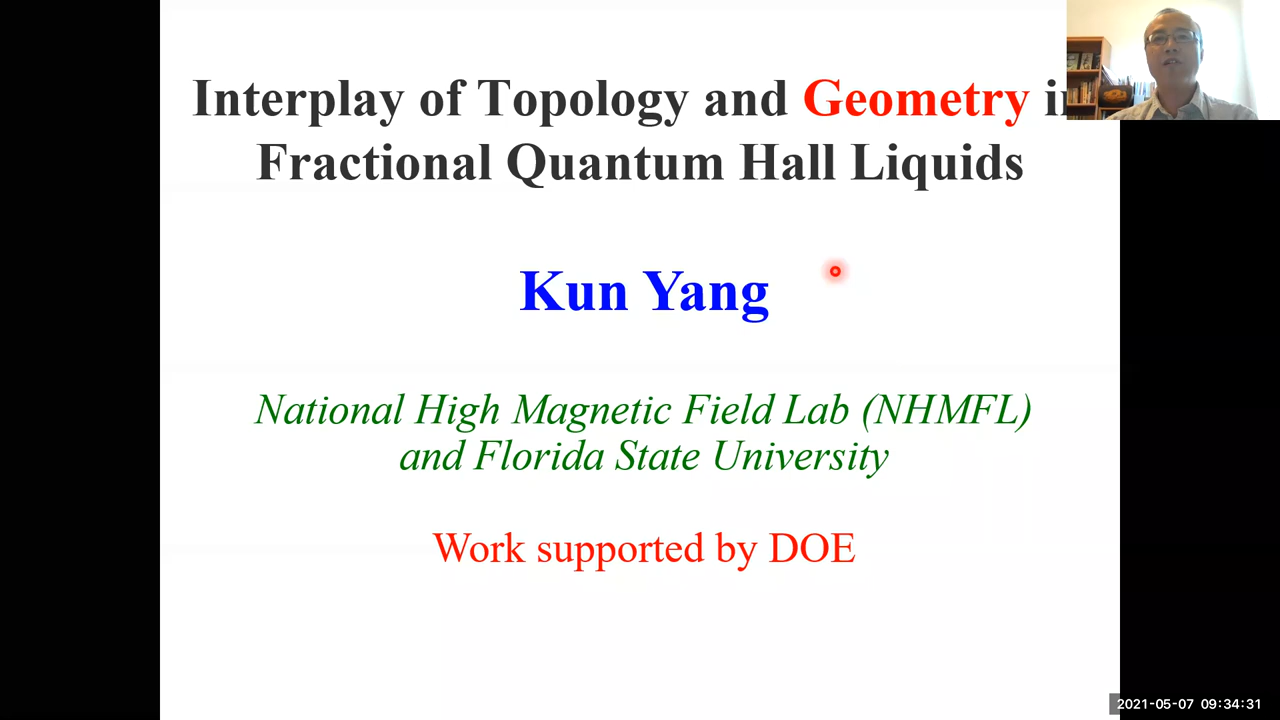 Interplay of Topology and Geometry i
Fractional Quantum Hall Liquids
Kun Yang
National High Magnetic Field Lab (NHMFL)
and Florida State University
Work supported by DOE
2021-05-07 09:34:31